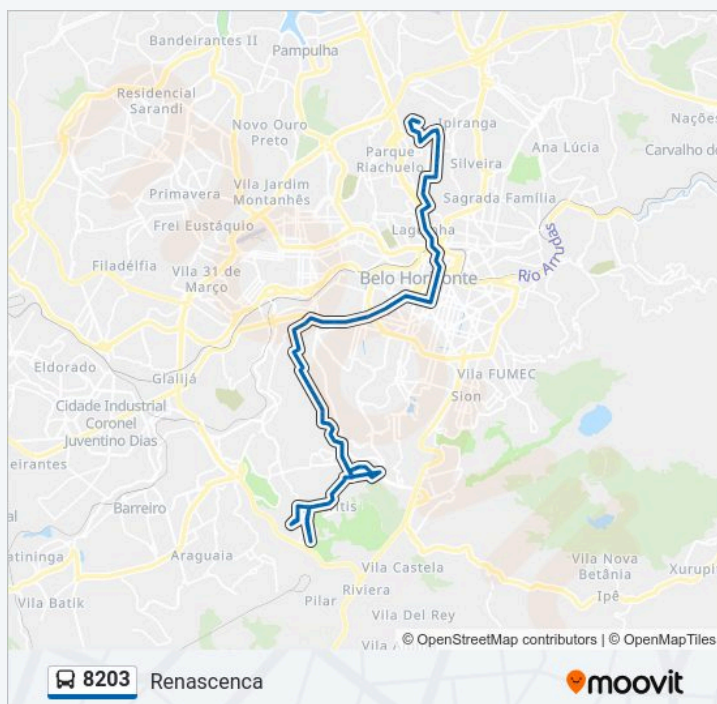 Bandeirantes II
Pampulha
Residencial
Sarandi
Novo Ouro
Preto
Ipiranga
Nações
Parque
Riachuelo
Ana Lúcia
Carvalho de
Silveira
Vila Jardim
Montanhês
Primavera
Sagrada Família
Frei Eustáquio
Lagoinha
Filadélfia
Vila 31 de
Março
Belo Horizonte
Rio Arrudas
Eldorado
Glalijá
Vila FUMEC
Sion
Cidade Industrial
Coronel
Juventino Dias
eirantes
Barreiro
al
atininga
Araguaia
Vila Castela
Vila Nova
Betânia
Xurupi
Riviera
Ipê
Vila Batik
Pilar
Vila Del Rey
© OpenStreetMap contributors | © OpenMapTiles
8203 Renascenca
moovit